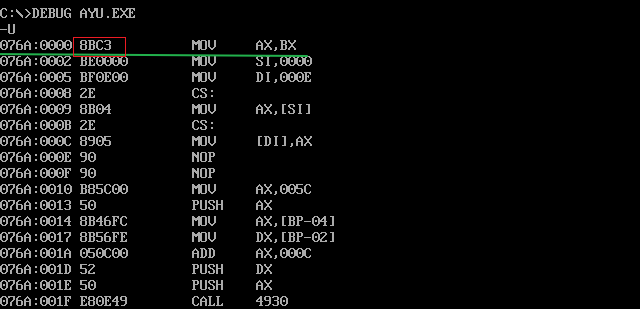 C:\>DEBUG AYU.EXE
-U
076A:0000 8BC3 MOV AX,BX
076A:0002 BE0000 MOV SI,0000
076A:0005 BF0E00 MOV DI,000E
076A:0008 2E CS:
076A:0009 8B04 MOV AX,[SI]
076A:000B 2E CS:
076A:000C 8905 MOV [DI],AX
076A:000E 90 NOP
076A:000F 90 NOP
076A:0010 B85C00 MOV AX,005C
076A:0013 50 PUSH AX
076A:0014 8B46FC MOV AX,[BP-04]
076A:0017 8B56FE MOV DX,[BP-02]
076A:001A 050C00 ADD AX,000C
076A:001D 52 PUSH DX
076A:001E 50 PUSH AX
076A:001F E80E49 CALL 4930